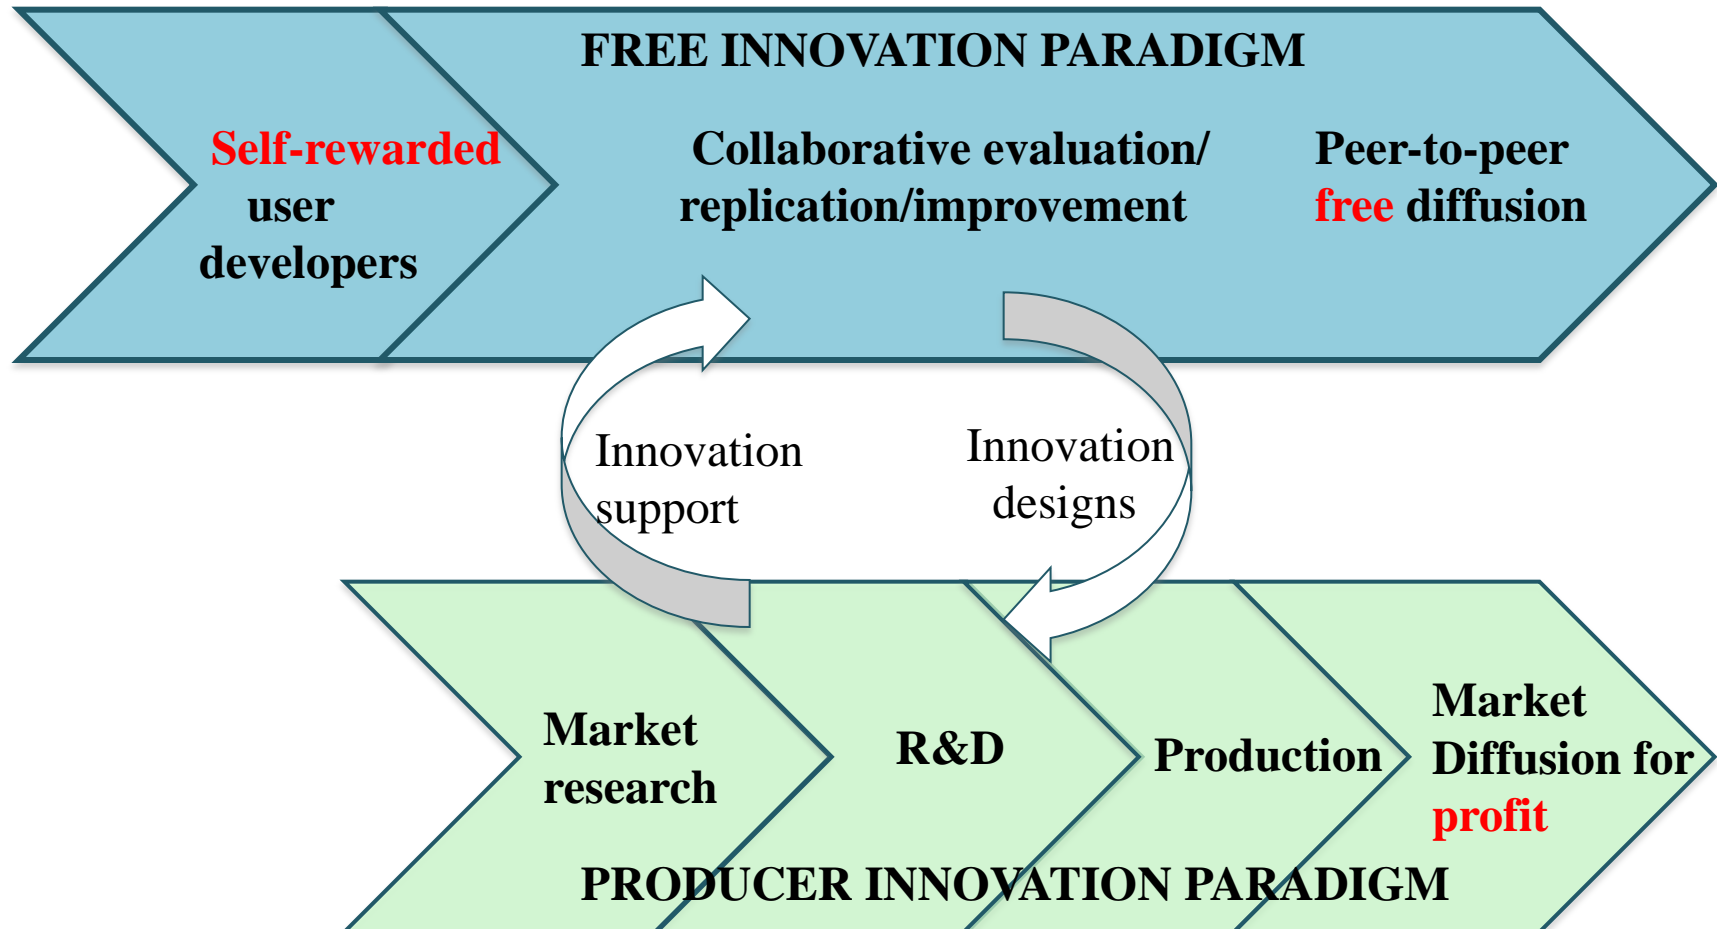 FREE INNOVATION PARADIGM
Self-rewarded
user
developers
Collaborative evaluation/
replication/improvement
Peer-to-peer
free diffusion
Innovation
support
Innovation
designs
Market
research
R&D
Production
Market
Diffusion for
profit
PRODUCER INNOVATION PARADIGM